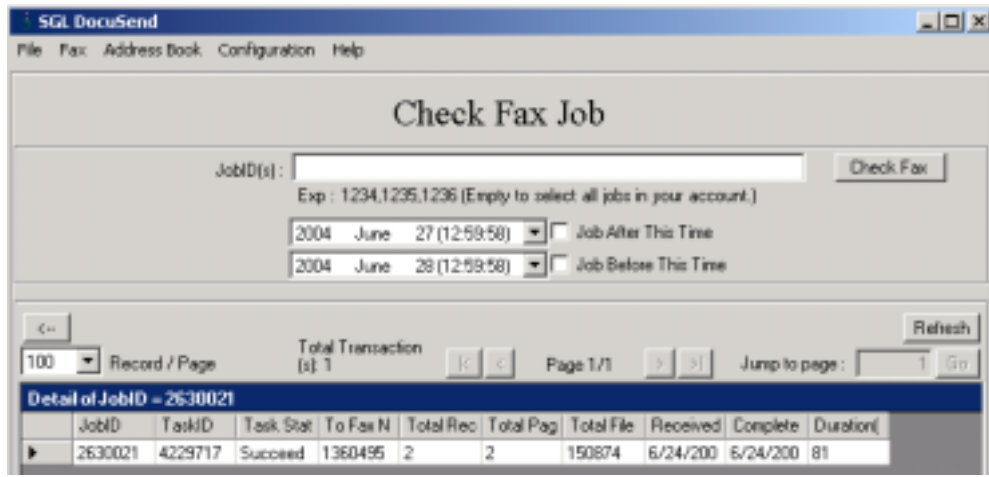 SGL DocuSend
File Fax Address Book Configuration Help
Check Fax Job
JobID(s) : Check Fax
Exp : 1234,1235,1236 (Empty to select all jobs in your account.)
2004 June 27 (12:59:58) Job After This Time
2004 June 28 (12:59:58) Job Before This Time
<-- Refresh
100 Record / Page Total Transaction (s): 1 |< < Page 1/1 > >| Jump to page : 1 Go
Detail of JobID = 2630021
JobID TaskID Task Stat To Fax N Total Rec Total Pag Total File Received Complete Duration(
2630021 4229717 Succeed 1360495 2 2 150874 6/24/200 6/24/200 81